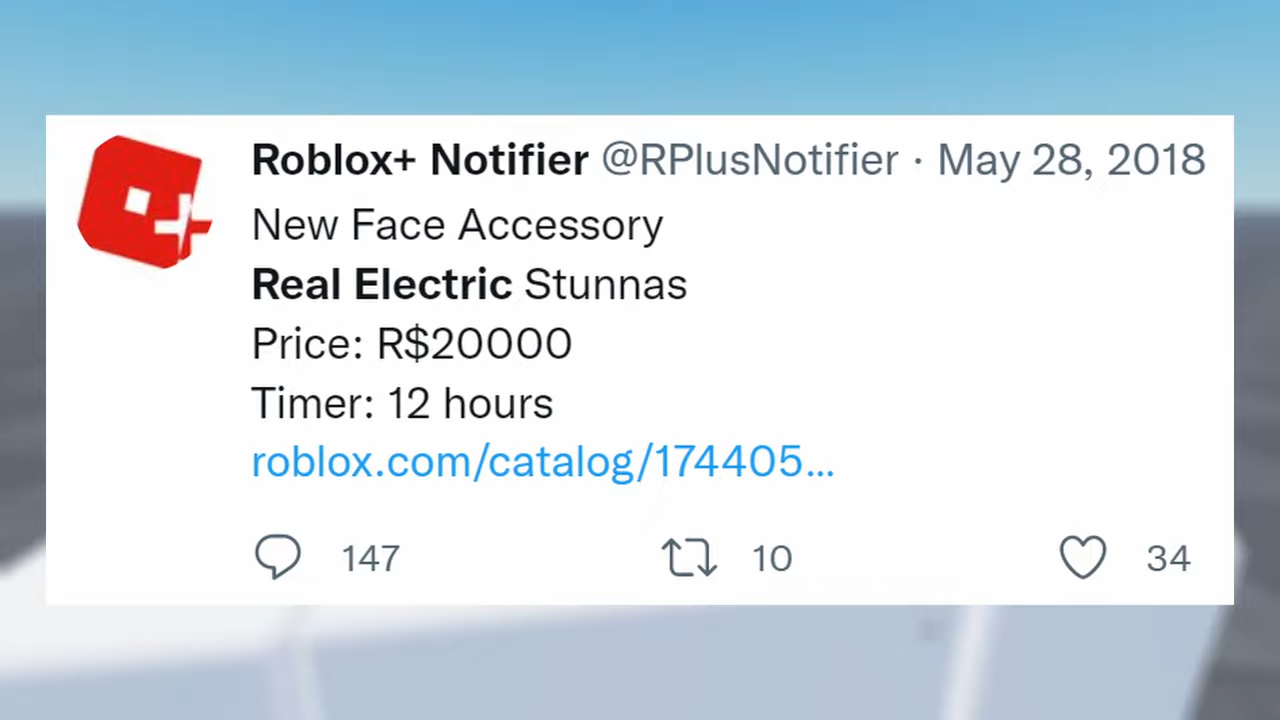 Roblox+ Notifier @RPlusNotifier · May 28, 2018
New Face Accessory
Real Electric Stunnas
Price: R$20000
Timer: 12 hours
roblox.com/catalog/174405...
147 10 34